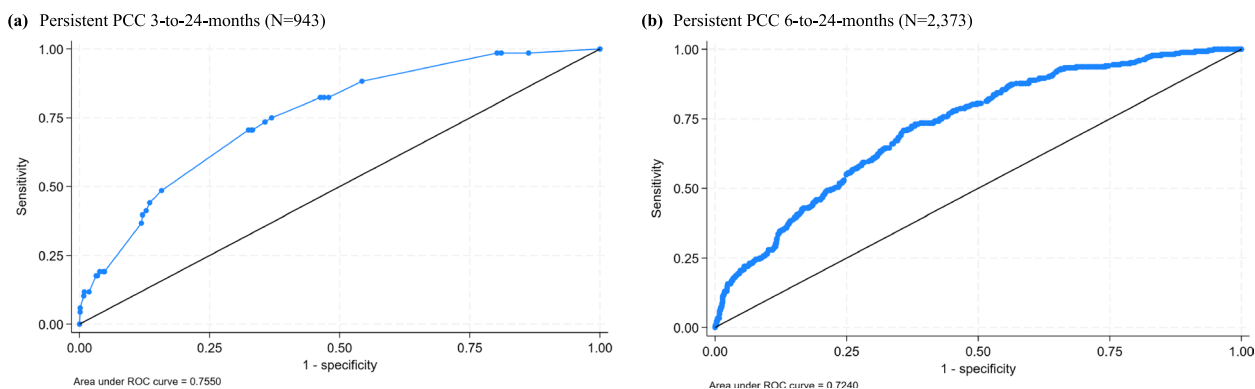 (a) Persistent PCC 3-to-24-months (N=943)
1.00
0.75
0.50
0.25
0.00
Sensitivity
0.00 0.25 0.50 0.75 1.00
1 - specificity
Area under ROC curve = 0.7550
(b) Persistent PCC 6-to-24-months (N=2,373)
1.00
0.75
0.50
0.25
0.00
Sensitivity
0.00 0.25 0.50 0.75 1.00
1 - specificity
Area under ROC curve = 0.7240